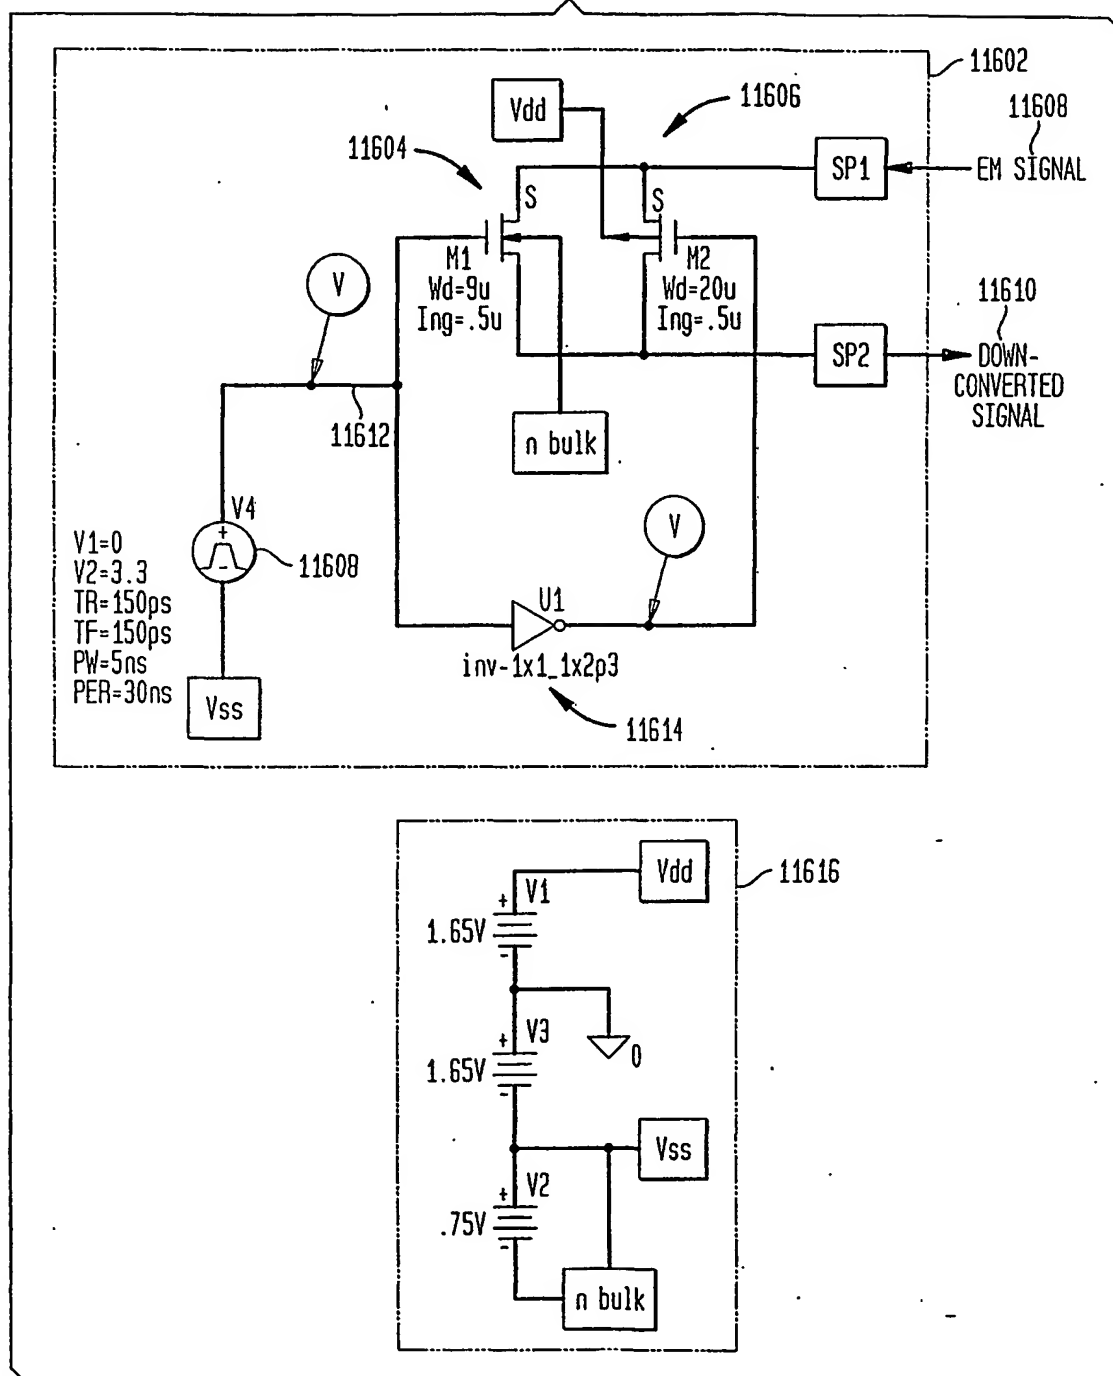 11602
11606
11608
Vdd
11604
SP1
EM SIGNAL
S
S
M1
Wd=9u
Ing=.5u
M2
Wd=20u
Ing=.5u
V
11610
SP2
DOWN-
CONVERTED
SIGNAL
11612
n bulk
V4
+
-
V
V1=0
V2=3.3
TR=150ps
TF=150ps
PW=5ns
PER=30ns
11608
U1
inv-1x1_1x2p3
Vss
11614
Vdd
11616
+ V1
1.65V
-
+ V3
1.65V
-
0
Vss
+ V2
.75V
-
n bulk